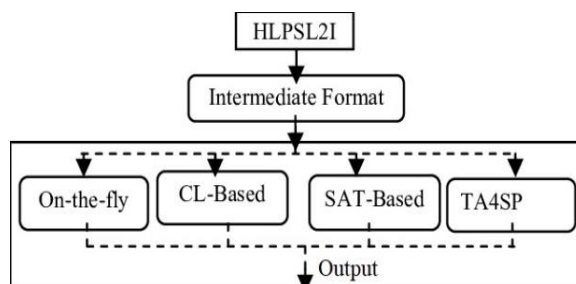 HLPSL2I
Intermediate Format
On-the-fly
CL-Based
SAT-Based
TA4SP
Output